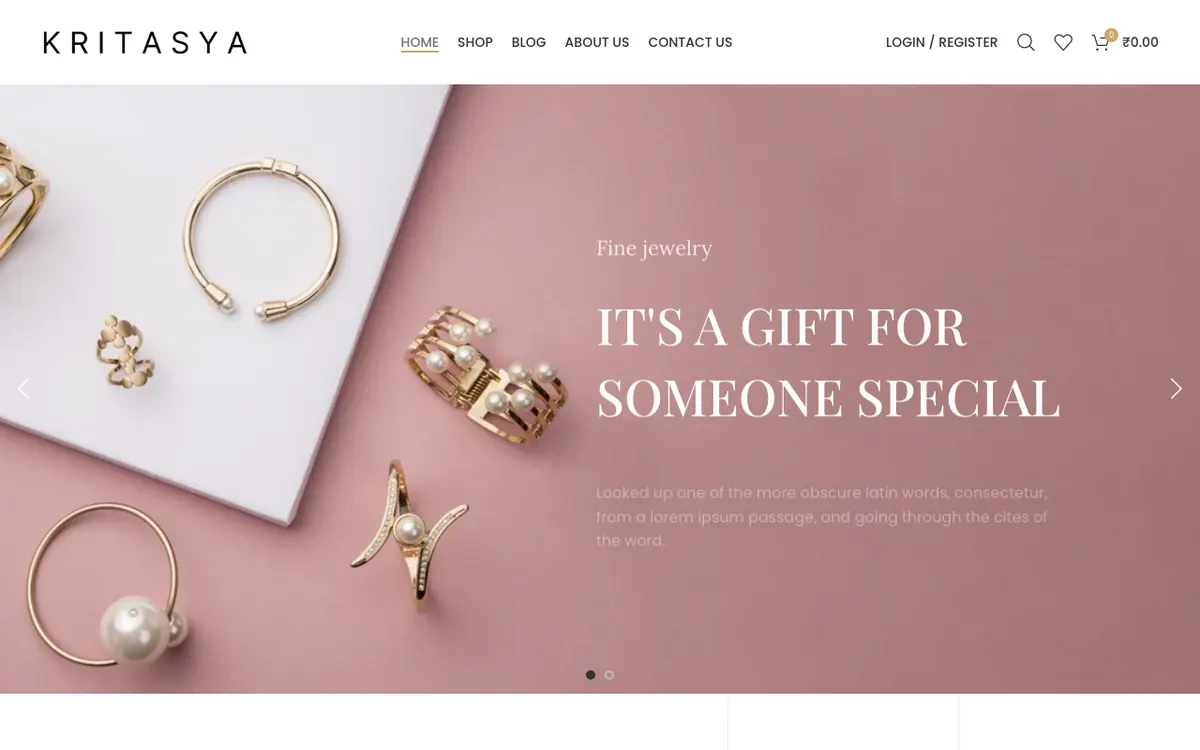 KRITASYA
HOME SHOP BLOG ABOUT US CONTACT US
LOGIN / REGISTER 0 ₹0.00
Fine jewelry
IT'S A GIFT FOR
SOMEONE SPECIAL
Looked up one of the more obscure latin words, consectetur,
from a lorem ipsum passage, and going through the cites of
the word.